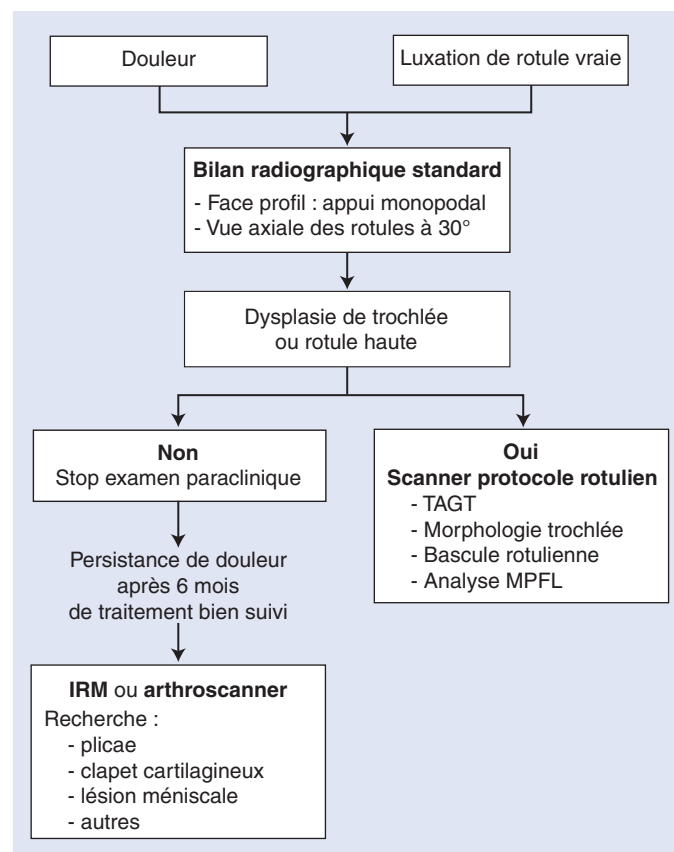 Douleur
Luxation de rotule vraie
Bilan radiographique standard
- Face profil : appui monopodal
- Vue axiale des rotules à 30°
Dysplasie de trochlée
ou rotule haute
Non
Stop examen paraclinique
Oui
Scanner protocole rotulien
- TAGT
- Morphologie trochlée
- Bascule rotulienne
- Analyse MPFL
Persistance de douleur
après 6 mois
de traitement bien suivi
IRM ou arthroscanner
Recherche :
- plicae
- clapet cartilagineux
- lésion méniscale
- autres